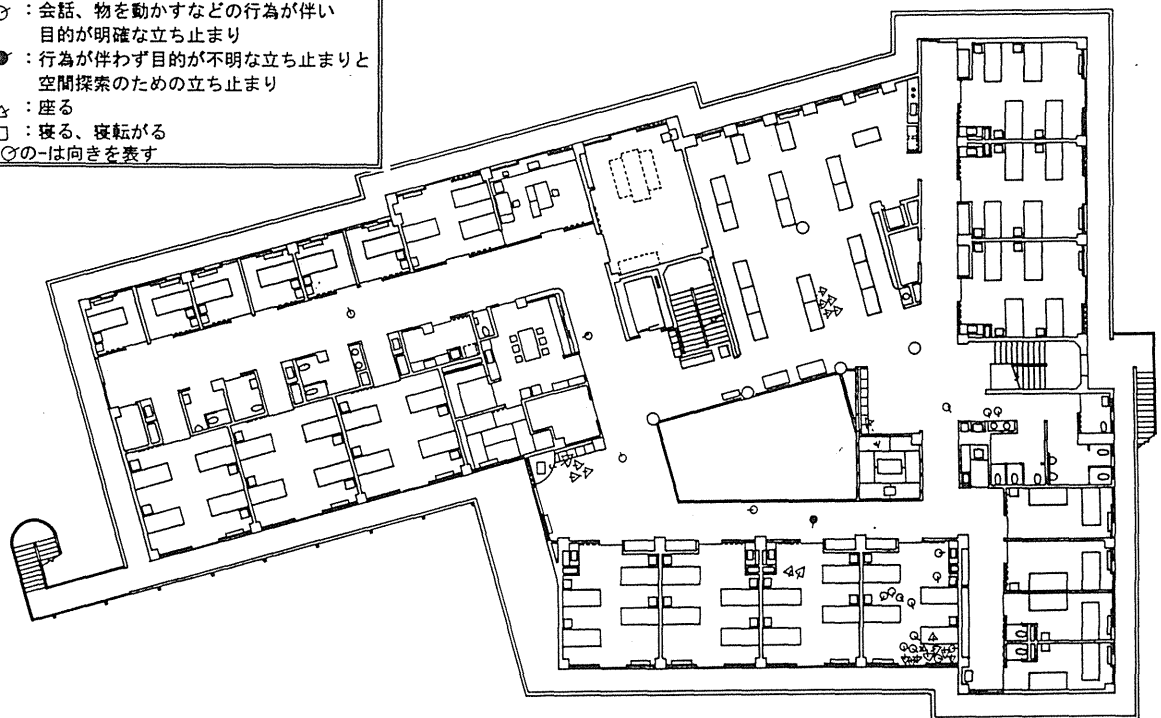 ：会話、物を動かすなどの行為が伴い
目的が明確な立ち止まり
：行為が伴わず目的が不明な立ち止まりと
空間探索のための立ち止まり
：座る
：寝る、寝転がる
の-は向きを表す